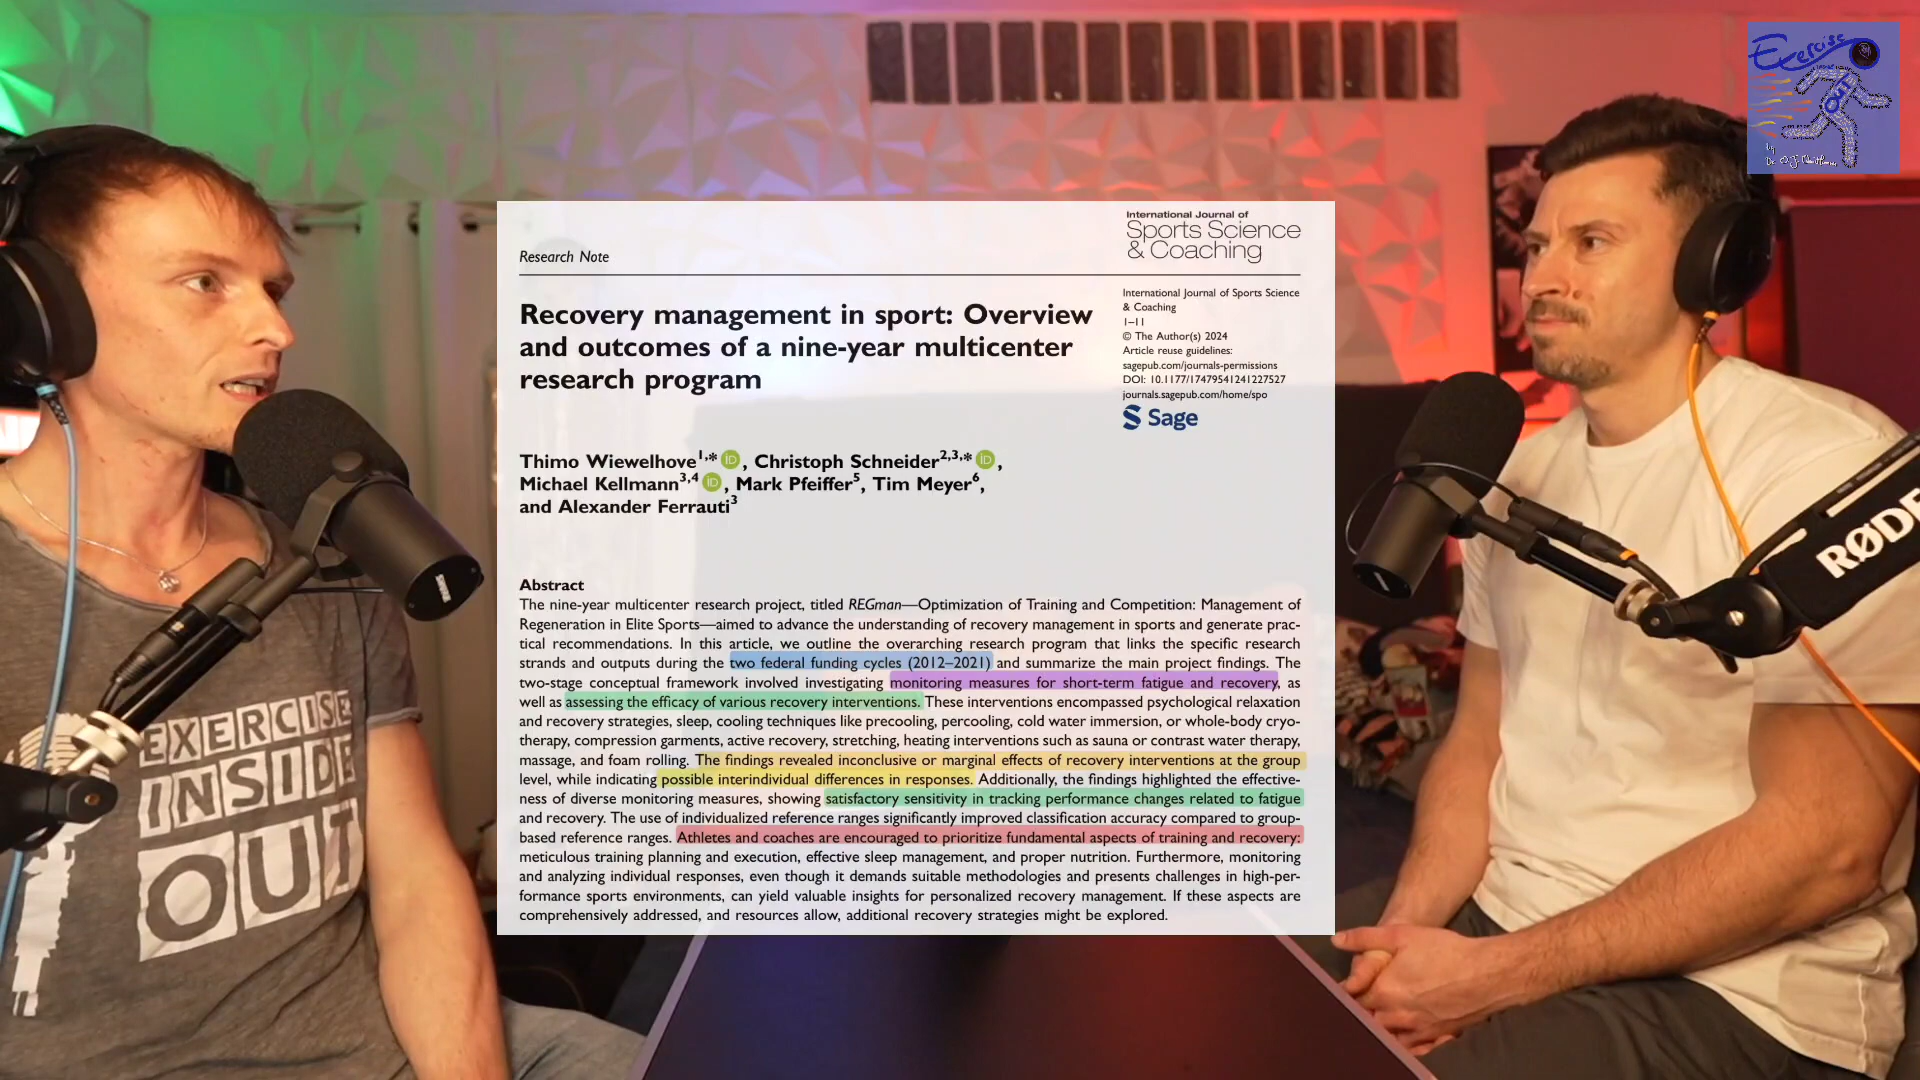 Exercise
by
Dr
International Journal of
Sports Science
& Coaching
Research Note
Recovery management in sport: Overview
and outcomes of a nine-year multicenter
research program
International Journal of Sports Science
& Coaching
1–11
© The Author(s) 2024
Article reuse guidelines:
sagepub.com/journals-permissions
DOI: 10.1177/17479541241227527
journals.sagepub.com/home/spo
Sage
Thimo Wiewelhove1,* iD, Christoph Schneider2,3,* iD,
Michael Kellmann3,4 iD, Mark Pfeiffer5, Tim Meyer6,
and Alexander Ferrauti3
Abstract
The nine-year multicenter research project, titled REGman—Optimization of Training and Competition: Management of
Regeneration in Elite Sports—aimed to advance the understanding of recovery management in sports and generate prac-
tical recommendations. In this article, we outline the overarching research program that links the specific research
strands and outputs during the two federal funding cycles (2012–2021) and summarize the main project findings. The
two-stage conceptual framework involved investigating monitoring measures for short-term fatigue and recovery, as
well as assessing the efficacy of various recovery interventions. These interventions encompassed psychological relaxation
and recovery strategies, sleep, cooling techniques like precooling, percooling, cold water immersion, or whole-body cryo-
therapy, compression garments, active recovery, stretching, heating interventions such as sauna or contrast water therapy,
massage, and foam rolling. The findings revealed inconclusive or marginal effects of recovery interventions at the group
level, while indicating possible interindividual differences in responses. Additionally, the findings highlighted the effective-
ness of diverse monitoring measures, showing satisfactory sensitivity in tracking performance changes related to fatigue
and recovery. The use of individualized reference ranges significantly improved classification accuracy compared to group-
based reference ranges. Athletes and coaches are encouraged to prioritize fundamental aspects of training and recovery:
meticulous training planning and execution, effective sleep management, and proper nutrition. Furthermore, monitoring
and analyzing individual responses, even though it demands suitable methodologies and presents challenges in high-per-
formance sports environments, can yield valuable insights for personalized recovery management. If these aspects are
comprehensively addressed, and resources allow, additional recovery strategies might be explored.
EXERCISE
INSIDE
OUT
RØDE